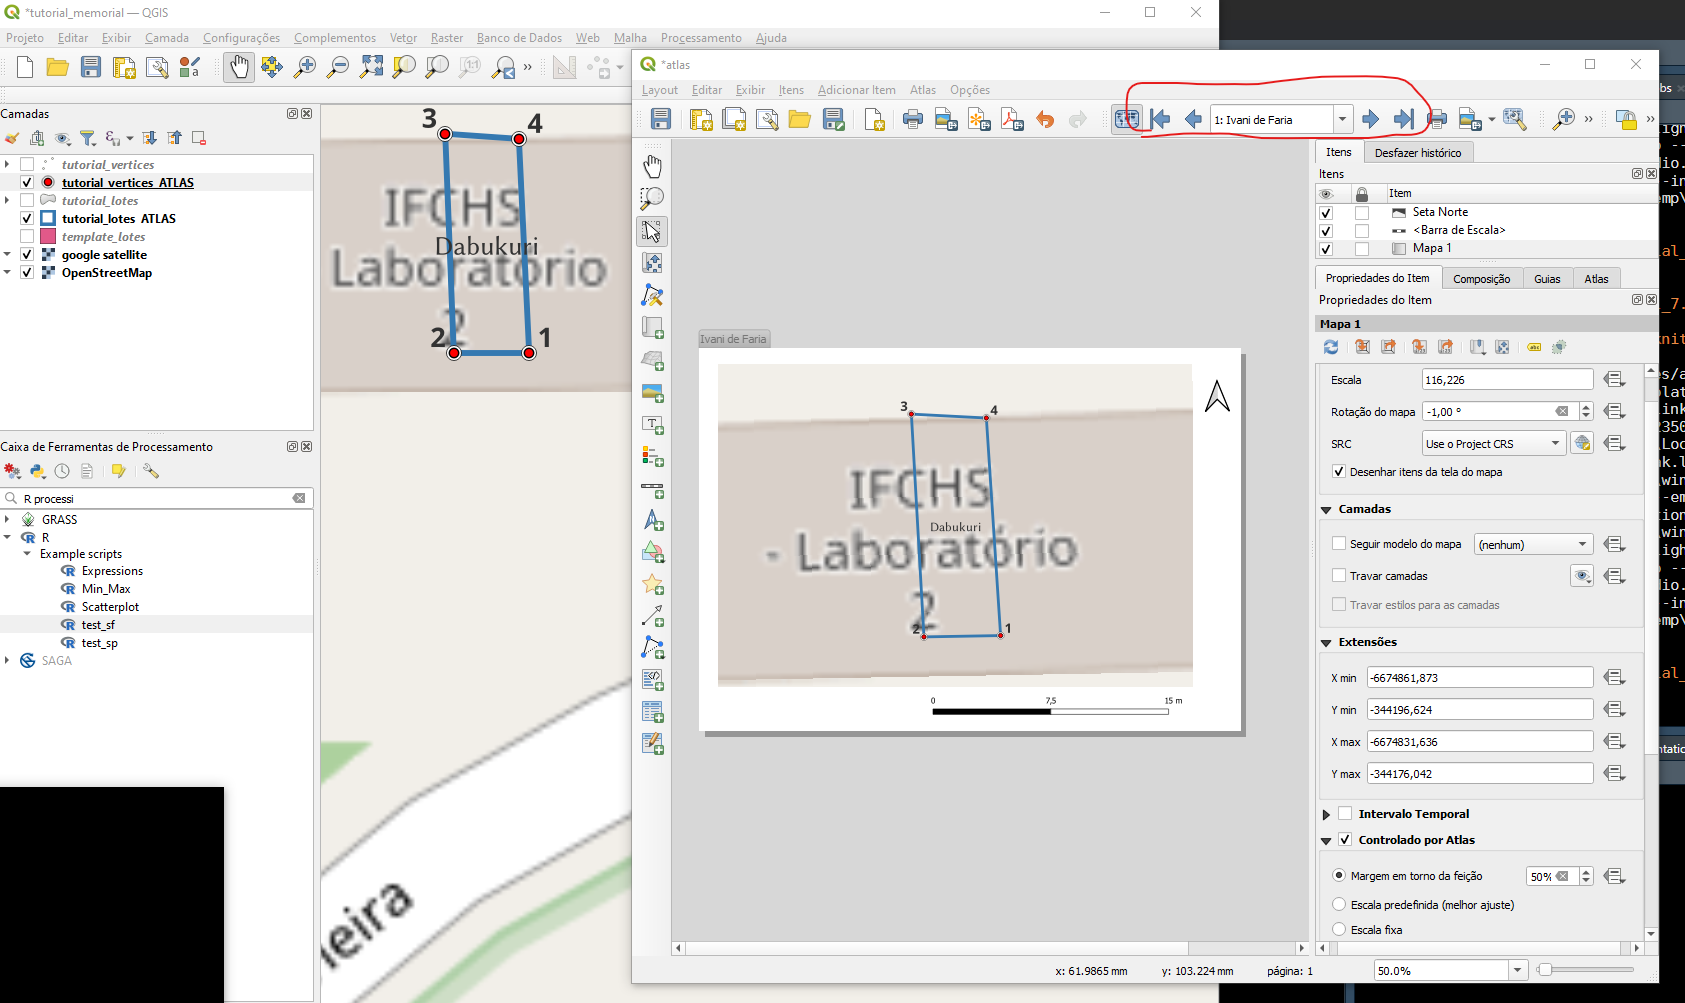 *tutorial_memorial — QGIS
Projeto Editar Exibir Camada Configurações Complementos Vetor Raster Banco de Dados Web Malha Processamento Ajuda
Camadas
tutorial_vertices
tutorial_vertices_ATLAS
tutorial_lotes
tutorial_lotes_ATLAS
template_lotes
google satellite
OpenStreetMap
Caixa de Ferramentas de Processamento
R processi
GRASS
R
Example scripts
Expressions
Min_Max
Scatterplot
test_sf
test_sp
SAGA
3
4
IFCHS
Dabukuri
Laboratório
2
2
1
neira
*atlas
Layout Editar Exibir Itens Adicionar Item Atlas Opções
1: Ivani de Faria
Ivani de Faria
3
4
IFCHS
Dabukuri
- Laboratório
2
2
1
0 7,5 15 m
Itens Desfazer histórico
Itens
Item
Seta Norte
<Barra de Escala>
Mapa 1
Propriedades do Item Composição Guias Atlas
Propriedades do Item
Mapa 1
Escala 116,226
Rotação do mapa -1,00 °
SRC Use o Project CRS
Desenhar itens da tela do mapa
Camadas
Seguir modelo do mapa (nenhum)
Travar camadas
Travar estilos para as camadas
Extensões
X min -6674861,873
Y min -344196,624
X max -6674831,636
Y max -344176,042
Intervalo Temporal
Controlado por Atlas
Margem em torno da feição 50%
Escala predefinida (melhor ajuste)
Escala fixa
x: 61.9865 mm y: 103.224 mm página: 1 50.0%